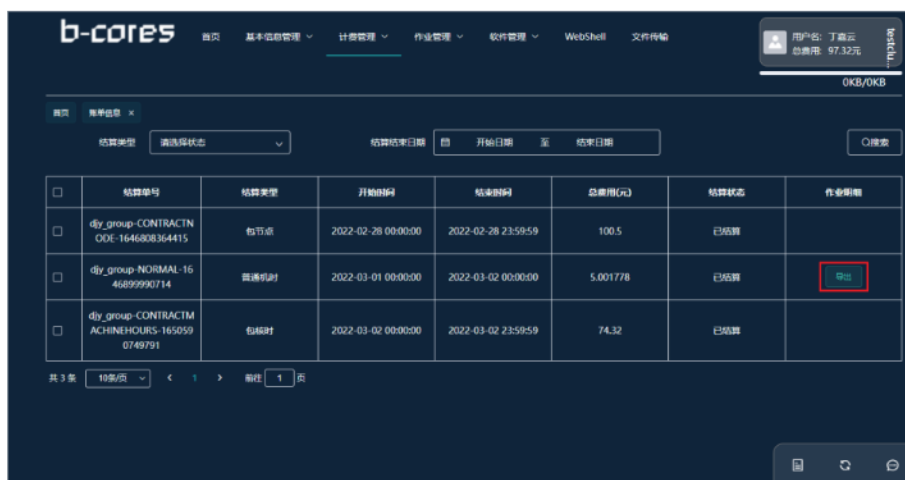 b-cores
首页 基本信息管理 计费管理 作业管理 软件管理 WebShell 文件传输
用户名: 丁嘉云
总费用: 97.32元
testclu...
0KB/0KB
首页 账单信息 ×
结算类型 请选择状态 结算结束日期 开始日期 至 结束日期 搜索
结算单号 结算类型 开始时间 结束时间 总费用(元) 结算状态 作业明细
djy_group-CONTRACTN
ODE-1646808364415
包节点 2022-02-28 00:00:00 2022-02-28 23:59:59 100.5 已结算
djy_group-NORMAL-16
46899990714
普通机时 2022-03-01 00:00:00 2022-03-02 00:00:00 5.001778 已结算 导出
djy_group-CONTRACTM
ACHINEHOURS-165059
0749791
包核时 2022-03-02 00:00:00 2022-03-02 23:59:59 74.32 已结算
共 3 条 10条/页 1 前往 1 页